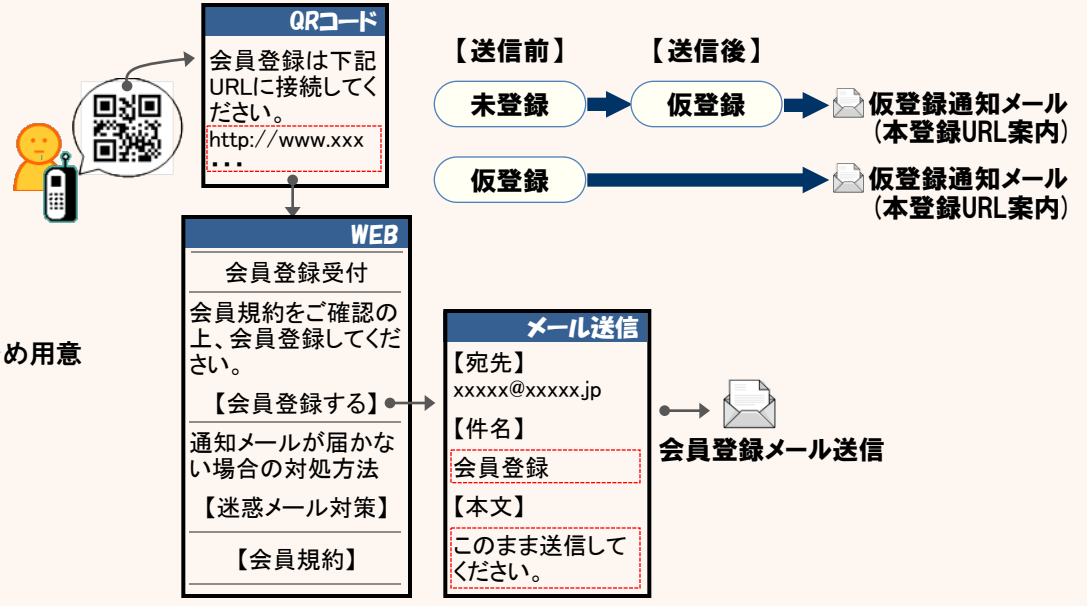 QRコード
会員登録は下記
URLに接続してく
ださい。
http://www.xxx
・・・
【送信前】
【送信後】
未登録
仮登録
仮登録通知メール
(本登録URL案内)
仮登録
仮登録通知メール
(本登録URL案内)
WEB
会員登録受付
会員規約をご確認の
上、会員登録してくだ
さい。
【会員登録する】
通知メールが届かな
い場合の対処方法
【迷惑メール対策】
【会員規約】
め用意
メール送信
【宛先】
xxxxx@xxxxx.jp
【件名】
会員登録
【本文】
このまま送信して
ください。
会員登録メール送信